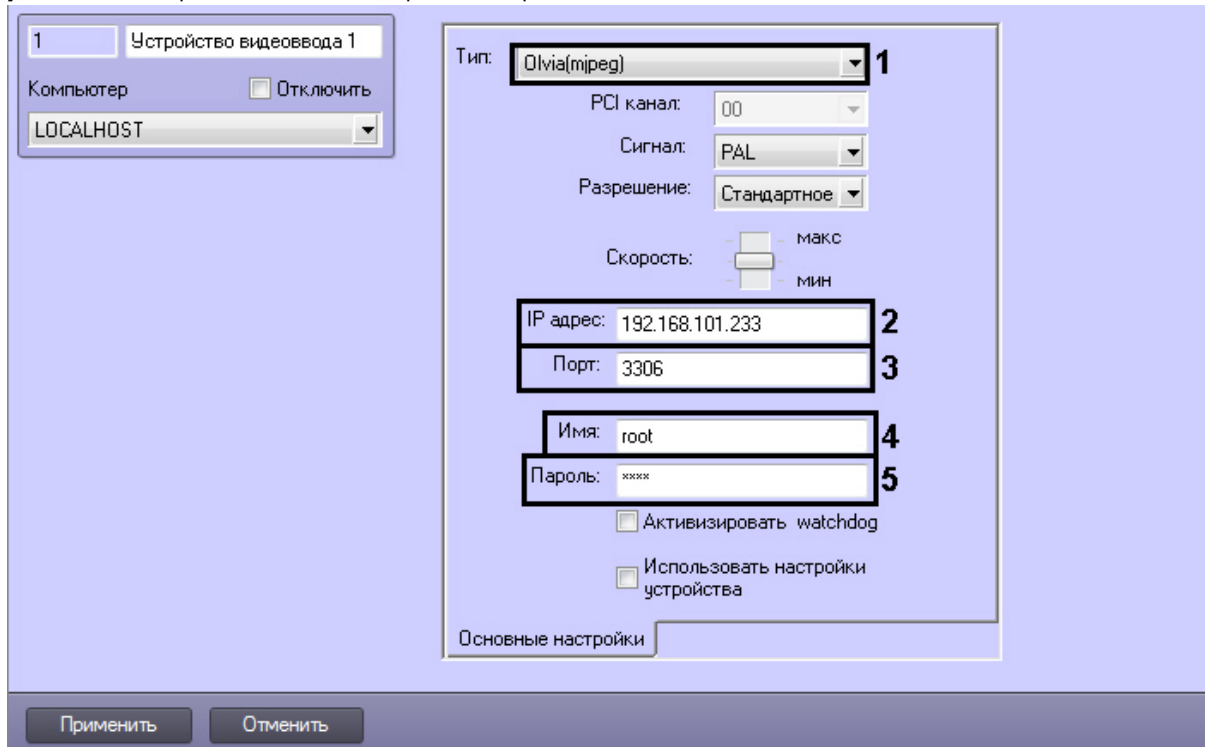 1 Устройство видеоввода 1
Компьютер Отключить
LOCALHOST
Тип: Olvia(mjpeg) 1
PCI канал: 00
Сигнал: PAL
Разрешение: Стандартное
Скорость: макс
мин
IP адрес: 192.168.101.233 2
Порт: 3306 3
Имя: root 4
Пароль: **** 5
Активизировать watchdog
Использовать настройки
устройства
Основные настройки
Применить Отменить